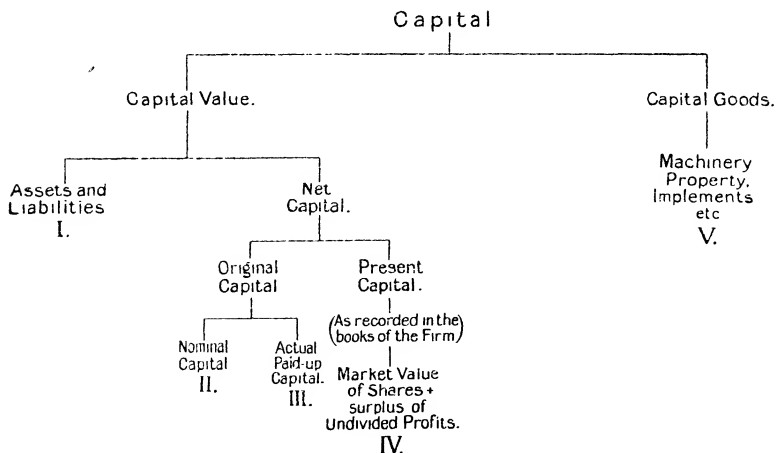 Capital
Capital Value.
Capital Goods.
Assets and
Liabilities
I.
Net
Capital.
Machinery
Property,
Implements
etc
V.
Original
Capital
Present
Capital.
(As recorded in the
books of the Firm)
Nominal
Capital
II.
Actual
Paid-up
Capital.
III.
Market Value
of Shares +
surplus of
Undivided Profits.
IV.